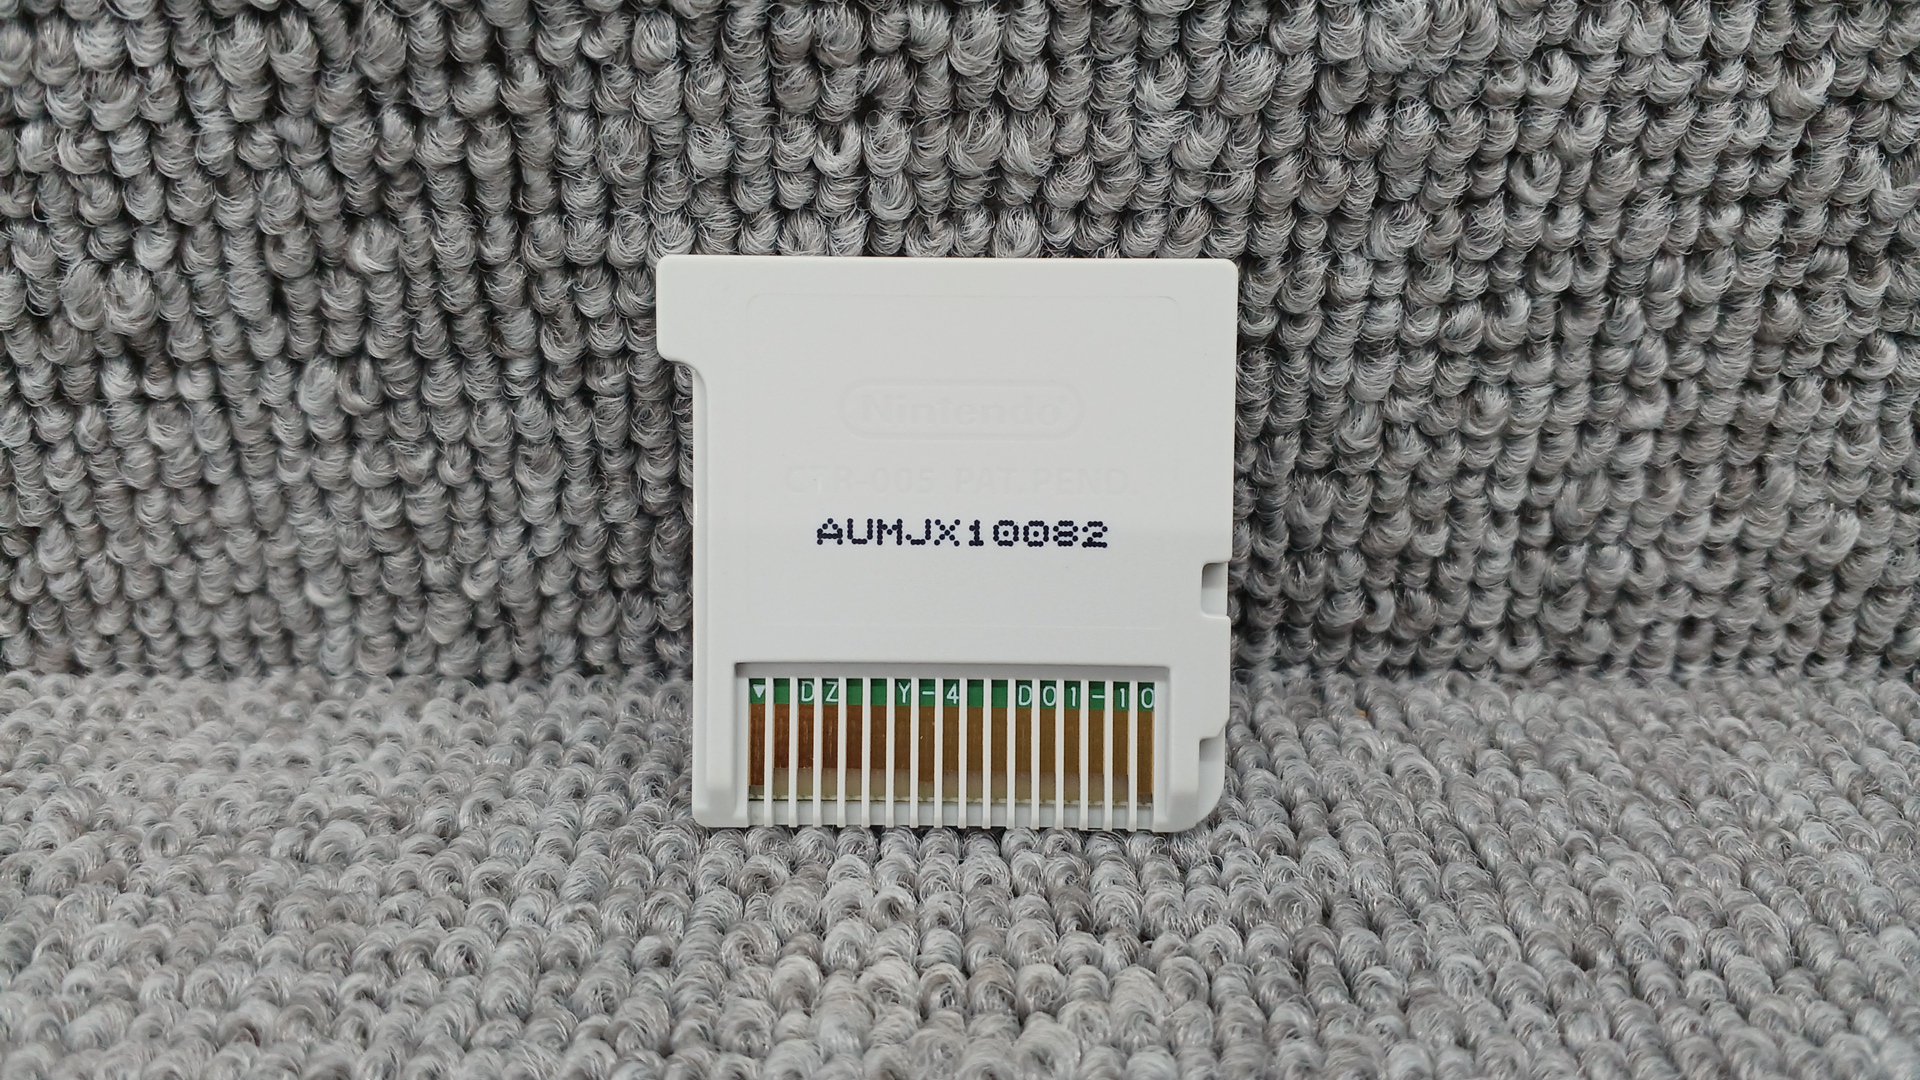 Nintendo
CTR-005 PAT.PEND.
AUMJX10082
▼ DZ Y-4 D01-10